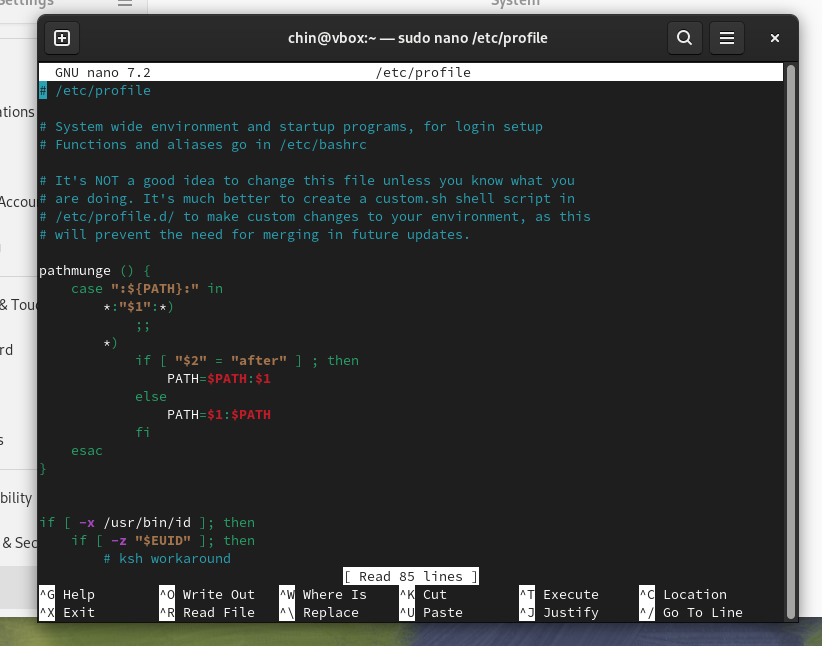 Settings
System
chin@vbox:~ — sudo nano /etc/profile
GNU nano 7.2 /etc/profile
# /etc/profile
# System wide environment and startup programs, for login setup
# Functions and aliases go in /etc/bashrc
# It's NOT a good idea to change this file unless you know what you
# are doing. It's much better to create a custom.sh shell script in
# /etc/profile.d/ to make custom changes to your environment, as this
# will prevent the need for merging in future updates.
pathmunge () {
    case ":${PATH}:" in
        *:"$1":*)
            ;;
        *)
            if [ "$2" = "after" ] ; then
                PATH=$PATH:$1
            else
                PATH=$1:$PATH
            fi
    esac
}
if [ -x /usr/bin/id ]; then
    if [ -z "$EUID" ]; then
        # ksh workaround
[ Read 85 lines ]
^G Help ^O Write Out ^W Where Is ^K Cut ^T Execute ^C Location
^X Exit ^R Read File ^\ Replace ^U Paste ^J Justify ^/ Go To Line
ations
Accou
& Tou
rd
s
bility
& Sec